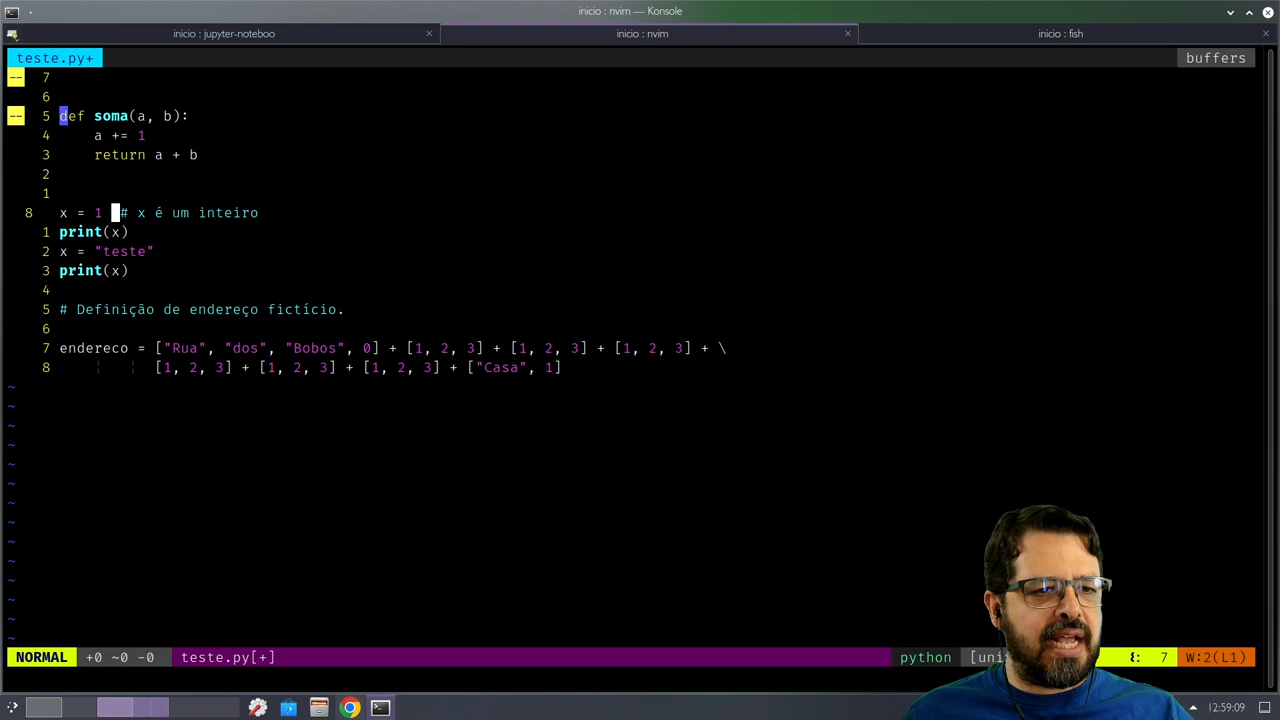 inicio : nvim — Konsole
inicio : jupyter-noteboo
inicio : nvim
inicio : fish
teste.py+ buffers
-- 7
6
-- 5 def soma(a, b):
4 a += 1
3 return a + b
2
1
8 x = 1 # x é um inteiro
1 print(x)
2 x = "teste"
3 print(x)
4
5 # Definição de endereço fictício.
6
7 endereco = ["Rua", "dos", "Bobos", 0] + [1, 2, 3] + [1, 2, 3] + [1, 2, 3] + \
8 [1, 2, 3] + [1, 2, 3] + [1, 2, 3] + ["Casa", 1]
~
~
~
~
~
~
~
~
~
~
~
~
~
~
NORMAL +0 ~0 -0 teste.py[+] python 7 W:2(L1)
12:59:09